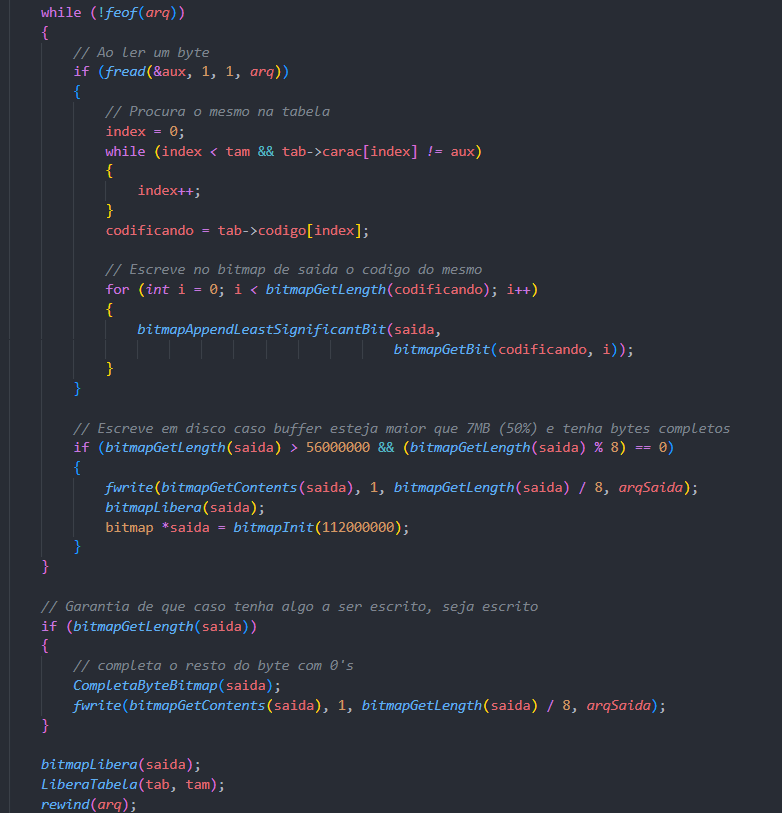 while (!feof(arq))
{
// Ao ler um byte
if (fread(&aux, 1, 1, arq))
{
// Procura o mesmo na tabela
index = 0;
while (index < tam && tab->carac[index] != aux)
{
index++;
}
codificando = tab->codigo[index];
// Escreve no bitmap de saida o codigo do mesmo
for (int i = 0; i < bitmapGetLength(codificando); i++)
{
bitmapAppendLeastSignificantBit(saida,
bitmapGetBit(codificando, i));
}
}
// Escreve em disco caso buffer esteja maior que 7MB (50%) e tenha bytes completos
if (bitmapGetLength(saida) > 56000000 && (bitmapGetLength(saida) % 8) == 0)
{
fwrite(bitmapGetContents(saida), 1, bitmapGetLength(saida) / 8, arqSaida);
bitmapLibera(saida);
bitmap *saida = bitmapInit(112000000);
}
}
// Garantia de que caso tenha algo a ser escrito, seja escrito
if (bitmapGetLength(saida))
{
// completa o resto do byte com 0's
CompletaByteBitmap(saida);
fwrite(bitmapGetContents(saida), 1, bitmapGetLength(saida) / 8, arqSaida);
}
bitmapLibera(saida);
LiberaTabela(tab, tam);
rewind(arq);